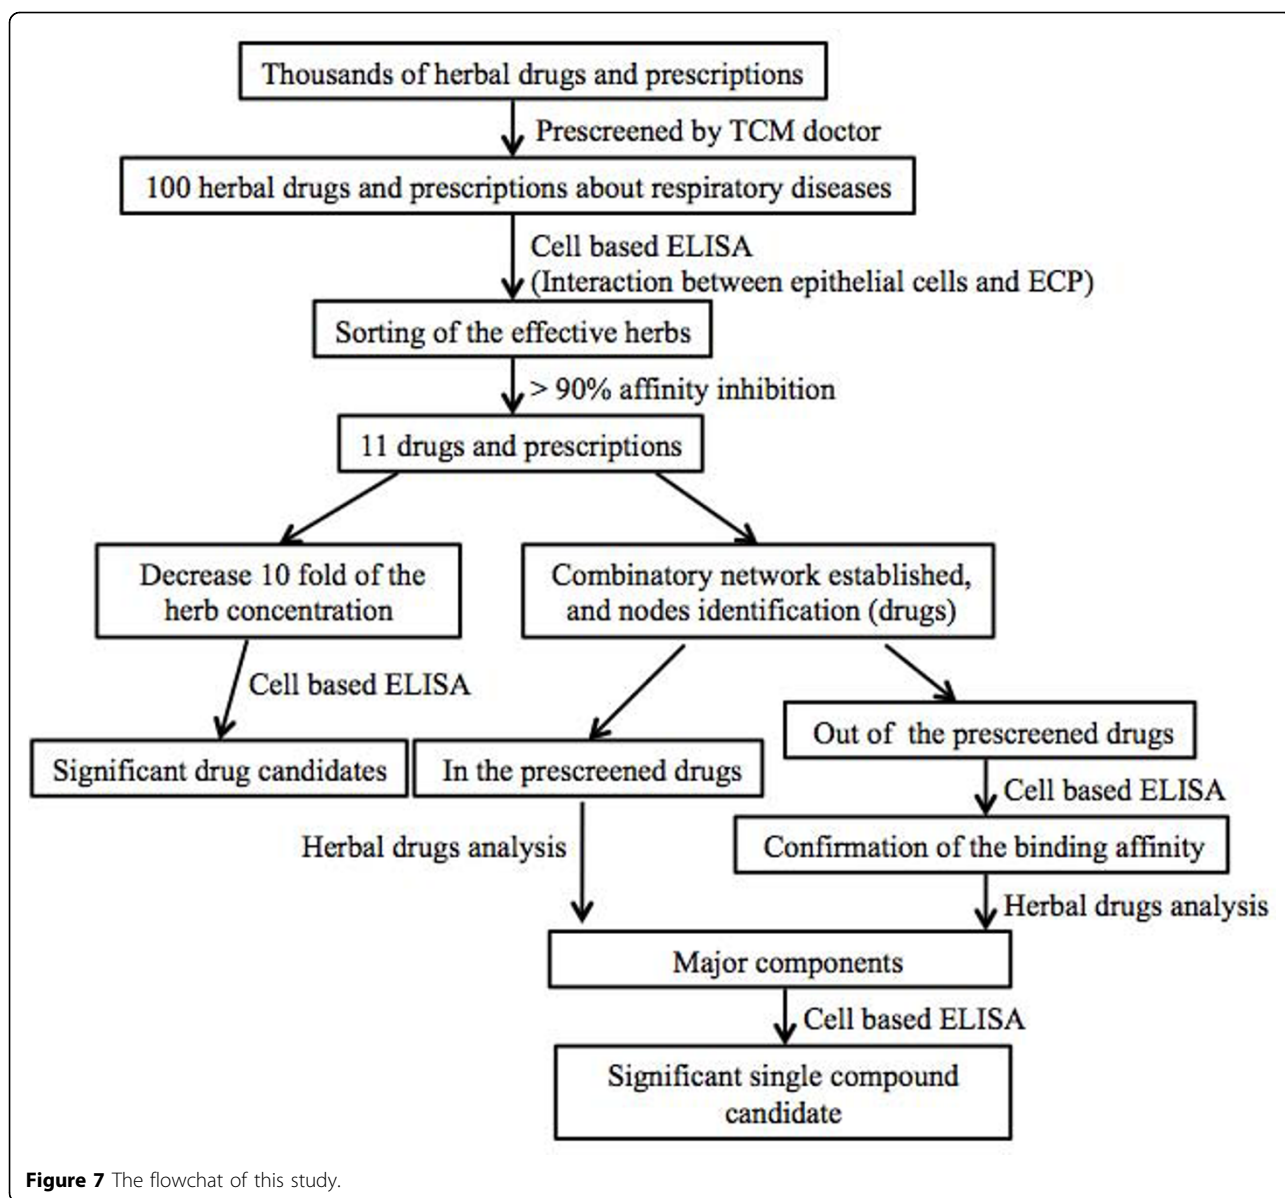 Thousands of herbal drugs and prescriptions
Prescreened by TCM doctor
100 herbal drugs and prescriptions about respiratory diseases
Cell based ELISA
(Interaction between epithelial cells and ECP)
Sorting of the effective herbs
> 90% affinity inhibition
11 drugs and prescriptions
Decrease 10 fold of the
herb concentration
Combinatory network established,
and nodes identification (drugs)
Cell based ELISA
Out of the prescreened drugs
Significant drug candidates
In the prescreened drugs
Cell based ELISA
Herbal drugs analysis
Confirmation of the binding affinity
Herbal drugs analysis
Major components
Cell based ELISA
Significant single compound
candidate
Figure 7 The flowchat of this study.